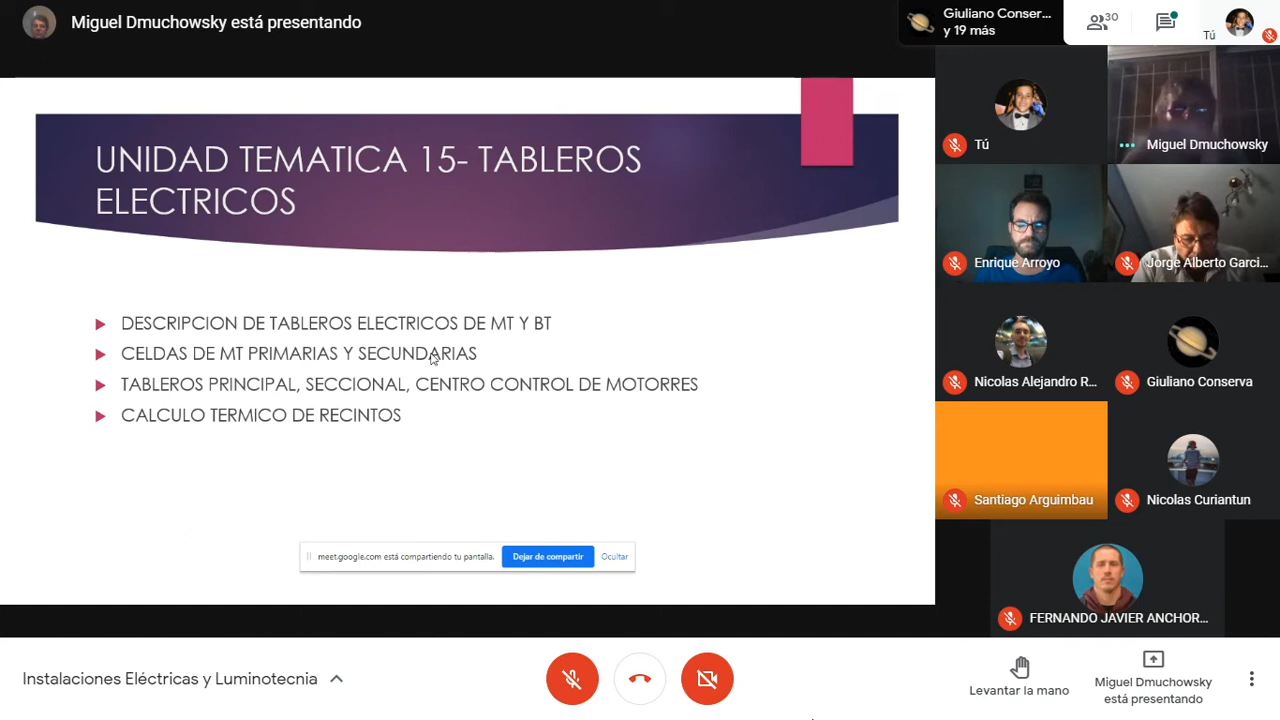 Miguel Dmuchowsky está presentando
Giuliano Conser...
y 19 más
30
Tú
UNIDAD TEMATICA 15- TABLEROS
ELECTRICOS
DESCRIPCION DE TABLEROS ELECTRICOS DE MT Y BT
CELDAS DE MT PRIMARIAS Y SECUNDARIAS
TABLEROS PRINCIPAL, SECCIONAL, CENTRO CONTROL DE MOTORRES
CALCULO TERMICO DE RECINTOS
meet.google.com está compartiendo tu pantalla.
Dejar de compartir
Ocultar
Tú
Miguel Dmuchowsky
Enrique Arroyo
Jorge Alberto Garci...
Nicolas Alejandro R...
Giuliano Conserva
Santiago Arguimbau
Nicolas Curiantun
FERNANDO JAVIER ANCHOR...
Instalaciones Eléctricas y Luminotecnia
Levantar la mano
Miguel Dmuchowsky
está presentando